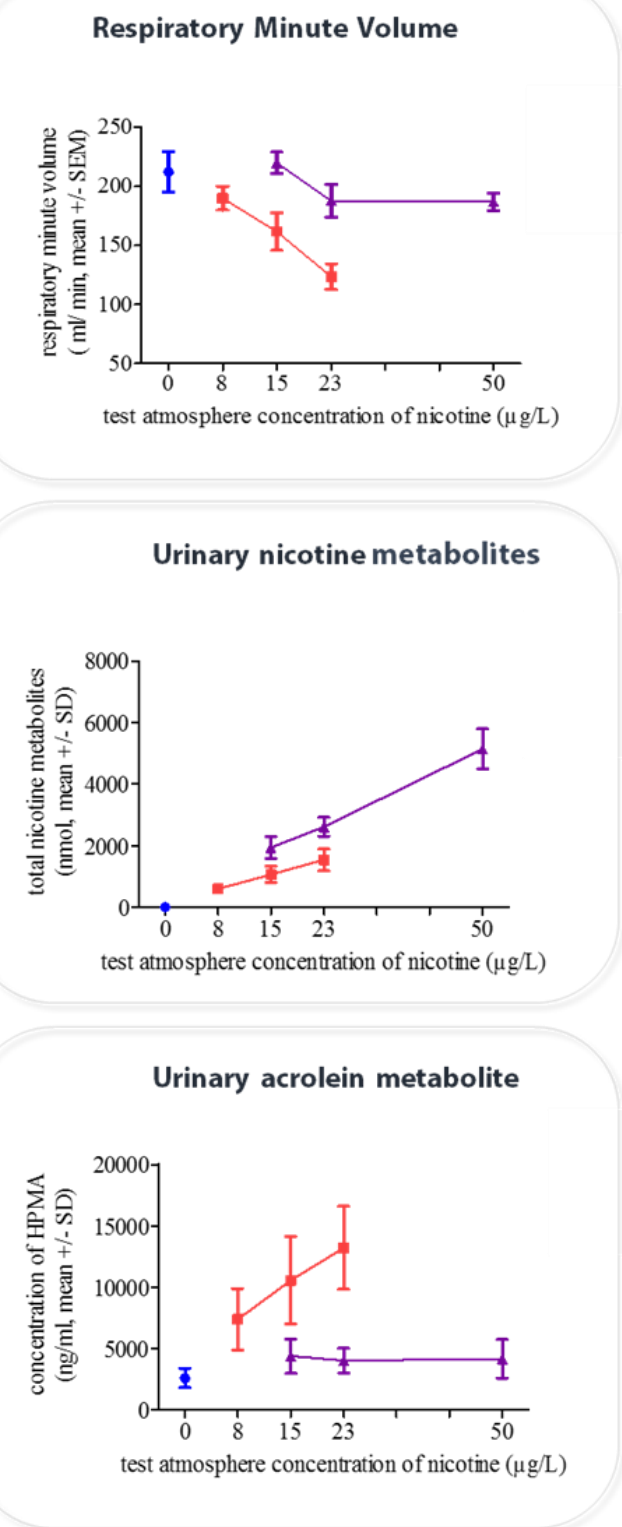 Respiratory Minute Volume
respiratory minute volume
( ml/ min, mean +/- SEM)
250
200
150
100
50
0 8 15 23 50
test atmosphere concentration of nicotine (µg/L)
Urinary nicotine metabolites
total nicotine metabolites
(nmol, mean +/- SD)
8000
6000
4000
2000
0
0 8 15 23 50
test atmosphere concentration of nicotine (µg/L)
Urinary acrolein metabolite
concentration of HPMA
(ng/ml, mean +/- SD)
20000
15000
10000
5000
0
0 8 15 23 50
test atmosphere concentration of nicotine (µg/L)